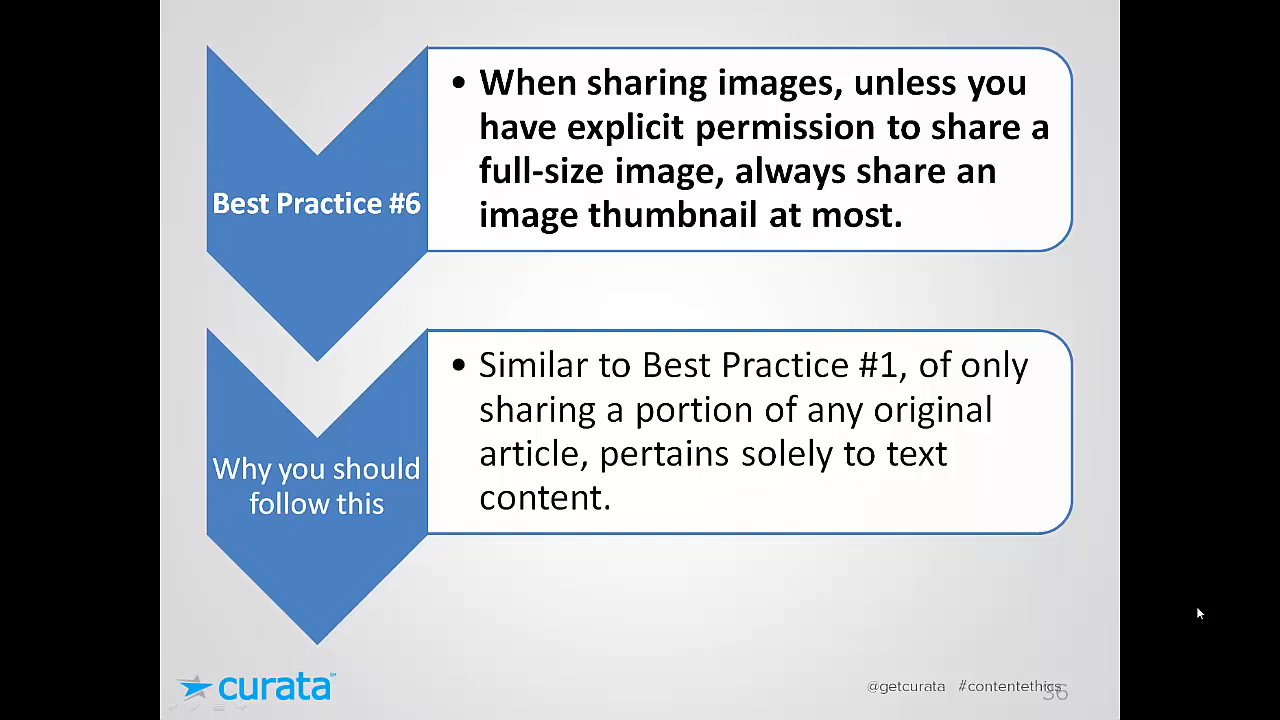 Best Practice #6
• When sharing images, unless you
have explicit permission to share a
full-size image, always share an
image thumbnail at most.
Why you should
follow this
• Similar to Best Practice #1, of only
sharing a portion of any original
article, pertains solely to text
content.
curata
@getcurata #contentethics
36